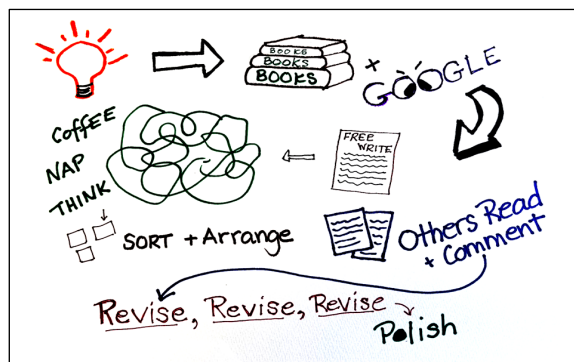 BOOKS
BOOKS
BOOKS
+ GOOGLE
FREE
WRITE
COFFEE
NAP
THINK
SORT + Arrange
Others Read
+ Comment
Revise, Revise, Revise
Polish